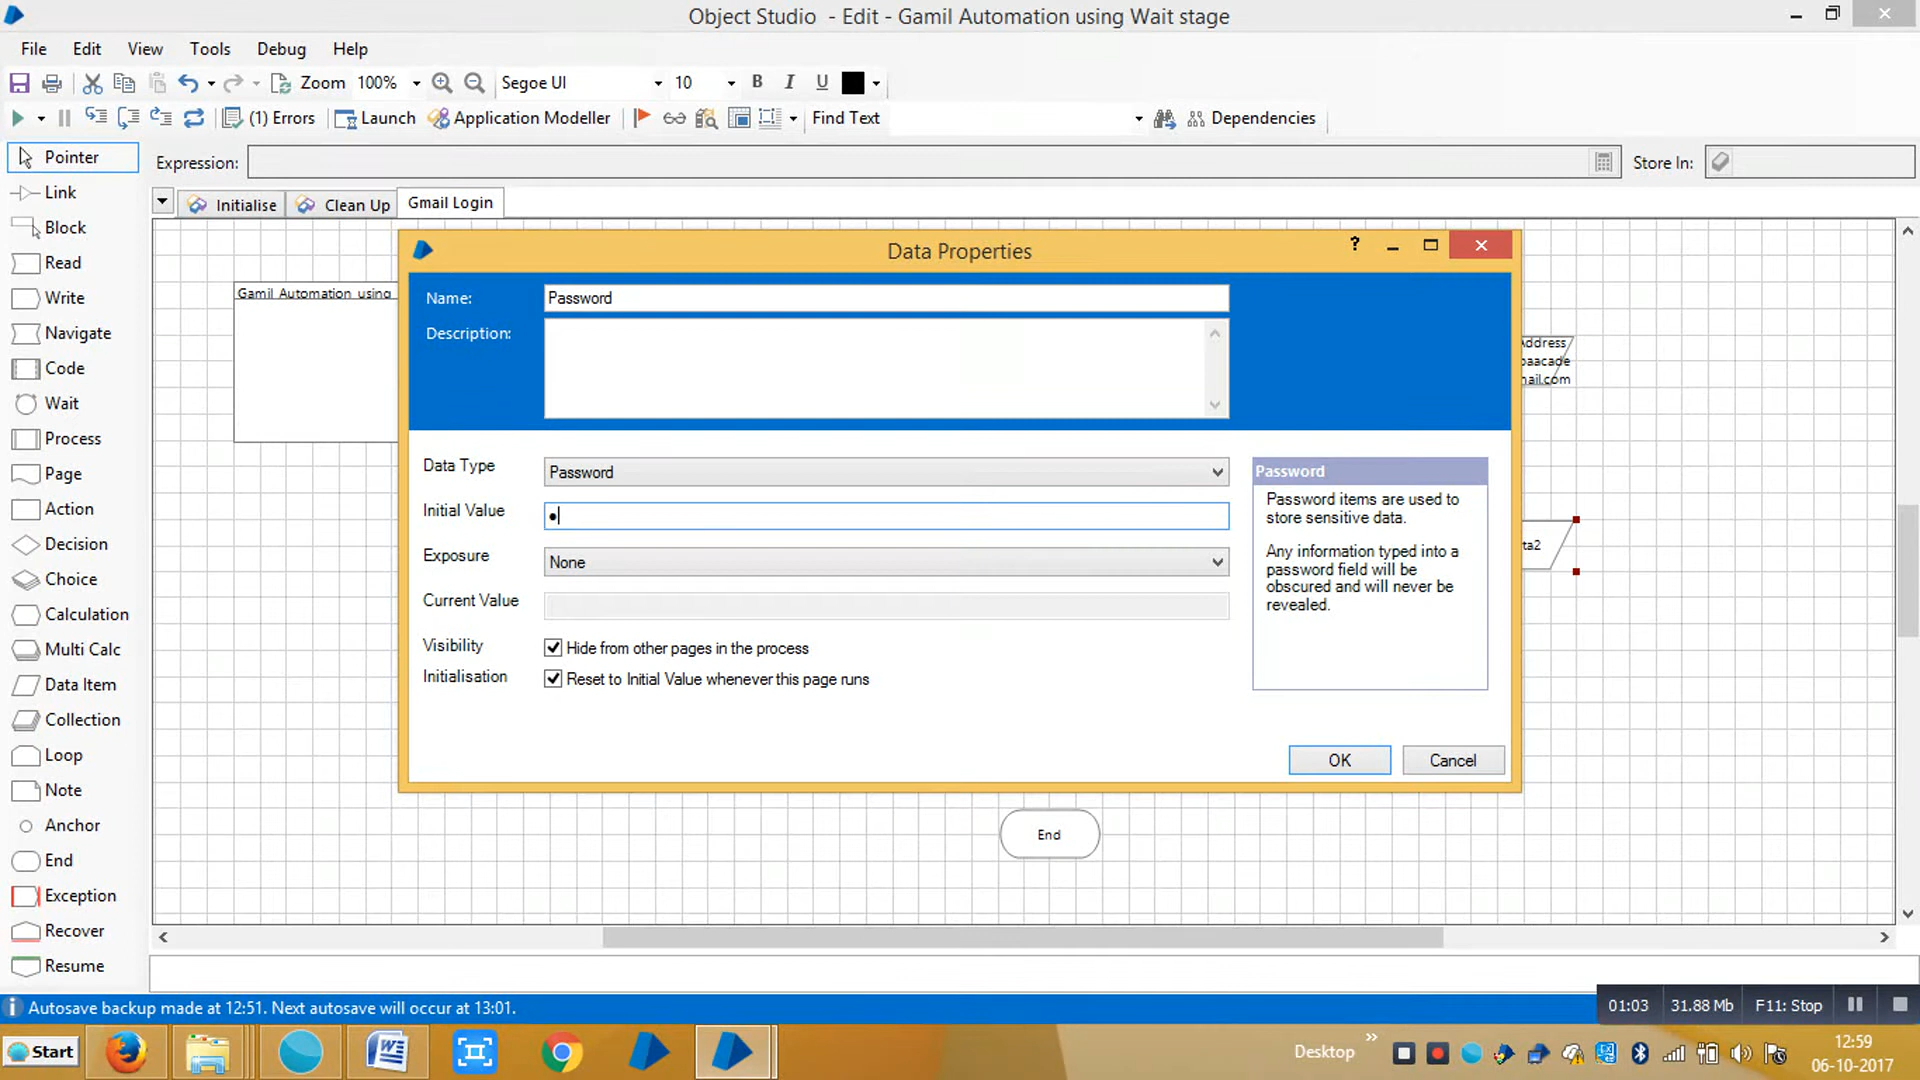 Object Studio - Edit - Gamil Automation using Wait stage
File Edit View Tools Debug Help
Zoom 100% Segoe UI 10 B I U
(1) Errors Launch Application Modeller Find Text Dependencies
Pointer
Expression:
Store In:
Link
Initialise
Clean Up
Gmail Login
Block
Read
Write
Navigate
Code
Wait
Process
Page
Action
Decision
Choice
Calculation
Multi Calc
Data Item
Collection
Loop
Note
Anchor
End
Exception
Recover
Resume
Gamil Automation using
Data Properties
?
Name: Password
Description:
Data Type Password
Initial Value
Exposure None
Current Value
Visibility Hide from other pages in the process
Initialisation Reset to Initial Value whenever this page runs
Password
Password items are used to
store sensitive data.
Any information typed into a
password field will be
obscured and will never be
revealed.
OK Cancel
Address
aacade
ail.com
ta2
End
Autosave backup made at 12:51. Next autosave will occur at 13:01.
01:03 31.88 Mb F11: Stop
Start
Desktop
12:59
06-10-2017